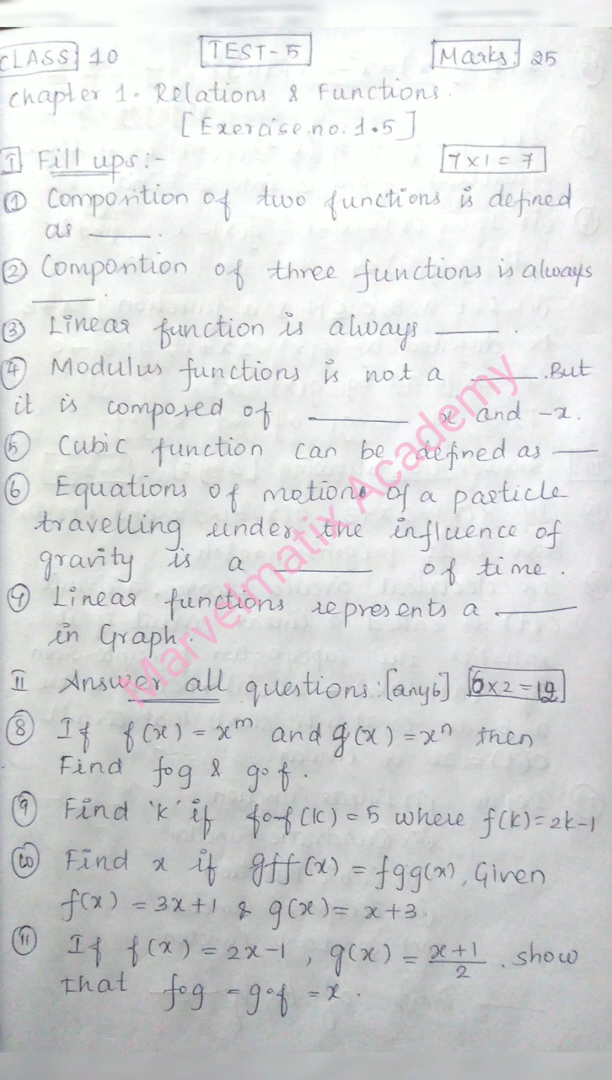 CLASS: 10 TEST-5 Marks: 25
Chapter 1. Relations & Functions.
[Exercise no. 1.5]
I Fill ups:- 7x1=7
① Composition of two functions is defined
as ____.
② Composition of three functions is always
____.
③ Linear function is always ____.
④ Modulus functions is not a ____. But
it is composed of ____ x and -x.
⑤ Cubic function can be defined as ____
⑥ Equations of motions of a particle
travelling under the influence of
gravity is a ____ of time.
⑦ Linear functions represents a ____
in Graph.
II Answer all questions: [any6] 6x2=12
⑧ If f(x) = x^m and g(x) = x^n then
Find fog & gof.
⑨ Find 'k' if fof(k) = 5 where f(k) = 2k-1
⑩ Find x if gff(x) = fgg(x), Given
f(x) = 3x+1 & g(x) = x+3.
⑪ If f(x) = 2x-1, g(x) = (x+1)/2. show
that fog = gof = x.
Marvelmatix Academy